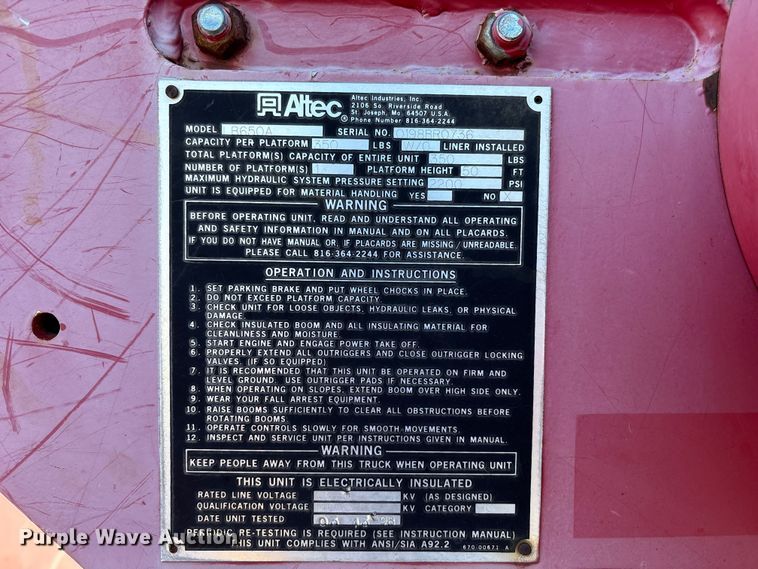 Altec®
Altec Industries, Inc.
2106 So. Riverside Road
St. Joseph, Mo. 64507 U.S.A.
Phone Number 816-364-2244
MODEL B650A SERIAL NO. 0198BR0736
CAPACITY PER PLATFORM 350 LBS W/O LINER INSTALLED
TOTAL PLATFORM(S) CAPACITY OF ENTIRE UNIT 350 LBS
NUMBER OF PLATFORM(S) 1 PLATFORM HEIGHT 50 FT
MAXIMUM HYDRAULIC SYSTEM PRESSURE SETTING 2200 PSI
UNIT IS EQUIPPED FOR MATERIAL HANDLING YES NO X
WARNING
BEFORE OPERATING UNIT, READ AND UNDERSTAND ALL OPERATING
AND SAFETY INFORMATION IN MANUAL AND ON ALL PLACARDS.
IF YOU DO NOT HAVE MANUAL OR, IF PLACARDS ARE MISSING/UNREADABLE,
PLEASE CALL 816-364-2244 FOR ASSISTANCE.
OPERATION AND INSTRUCTIONS
1. SET PARKING BRAKE AND PUT WHEEL CHOCKS IN PLACE.
2. DO NOT EXCEED PLATFORM CAPACITY.
3. CHECK UNIT FOR LOOSE OBJECTS, HYDRAULIC LEAKS, OR PHYSICAL
DAMAGE.
4. CHECK INSULATED BOOM AND ALL INSULATING MATERIAL FOR
CLEANLINESS AND MOISTURE.
5. START ENGINE AND ENGAGE POWER TAKE OFF.
6. PROPERLY EXTEND ALL OUTRIGGERS AND CLOSE OUTRIGGER LOCKING
VALVES. (IF SO EQUIPPED)
7. IT IS RECOMMENDED THAT THIS UNIT BE OPERATED ON FIRM AND
LEVEL GROUND. USE OUTRIGGER PADS IF NECESSARY.
8. WHEN OPERATING ON SLOPES, EXTEND BOOM OVER HIGH SIDE ONLY.
9. WEAR YOUR FALL ARREST EQUIPMENT.
10. RAISE BOOMS SUFFICIENTLY TO CLEAR ALL OBSTRUCTIONS BEFORE
ROTATING BOOMS.
11. OPERATE CONTROLS SLOWLY FOR SMOOTH MOVEMENTS.
12. INSPECT AND SERVICE UNIT PER INSTRUCTIONS GIVEN IN MANUAL.
WARNING
KEEP PEOPLE AWAY FROM THIS TRUCK WHEN OPERATING UNIT
THIS UNIT IS ELECTRICALLY INSULATED
RATED LINE VOLTAGE KV (AS DESIGNED)
QUALIFICATION VOLTAGE KV CATEGORY
DATE UNIT TESTED
PERIODIC RE-TESTING IS REQUIRED (SEE INSTRUCTION MANUAL)
THIS UNIT COMPLIES WITH ANSI/SIA A92.2 670 00671 A
Purple Wave Auction